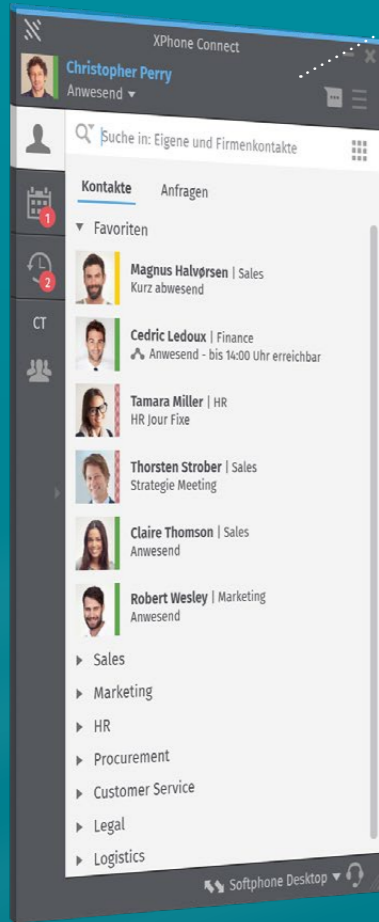 XPhone Connect
Christopher Perry
Anwesend
Suche in: Eigene und Firmenkontakte
Kontakte Anfragen
1
Favoriten
Magnus Halvørsen | Sales
Kurz abwesend
2
Cedric Ledoux | Finance
Anwesend - bis 14:00 Uhr erreichbar
CT
Tamara Miller | HR
HR Jour Fixe
Thorsten Strober | Sales
Strategie Meeting
Claire Thomson | Sales
Anwesend
Robert Wesley | Marketing
Anwesend
Sales
Marketing
HR
Procurement
Customer Service
Legal
Logistics
Softphone Desktop